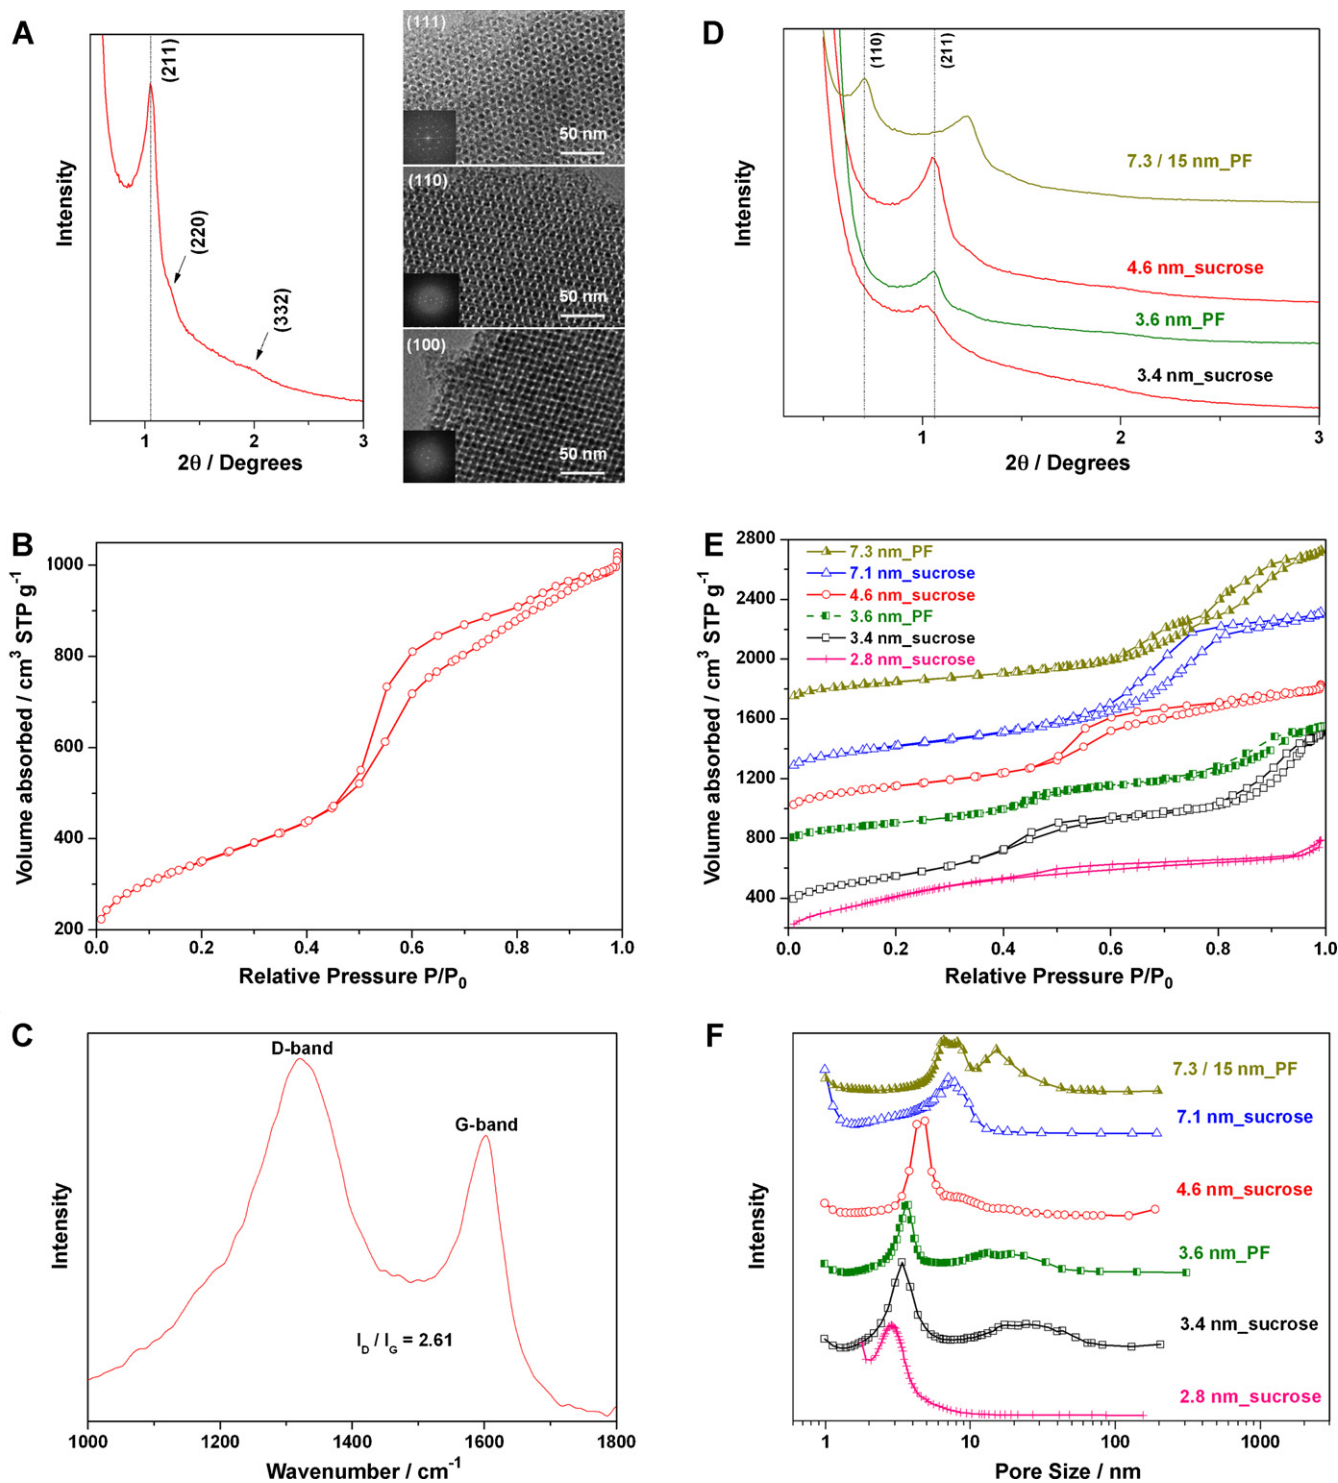 A
(211)
(220)
(332)
Intensity
1
2
3
2θ / Degrees
(111)
50 nm
(110)
50 nm
(100)
50 nm
D
(110)
(211)
7.3 / 15 nm_PF
4.6 nm_sucrose
3.6 nm_PF
3.4 nm_sucrose
Intensity
1
2
3
2θ / Degrees
B
1000
800
600
400
200
Volume absorbed / cm³ STP g⁻¹
0.0
0.2
0.4
0.6
0.8
1.0
Relative Pressure P/P₀
E
2800
2400
2000
1600
1200
800
400
Volume absorbed / cm³ STP g⁻¹
7.3 nm_PF
7.1 nm_sucrose
4.6 nm_sucrose
3.6 nm_PF
3.4 nm_sucrose
2.8 nm_sucrose
0.0
0.2
0.4
0.6
0.8
1.0
Relative Pressure P/P₀
C
D-band
G-band
I_D / I_G = 2.61
Intensity
1000
1200
1400
1600
1800
Wavenumber / cm⁻¹
F
7.3 / 15 nm_PF
7.1 nm_sucrose
4.6 nm_sucrose
3.6 nm_PF
3.4 nm_sucrose
2.8 nm_sucrose
Intensity
1
10
100
1000
Pore Size / nm